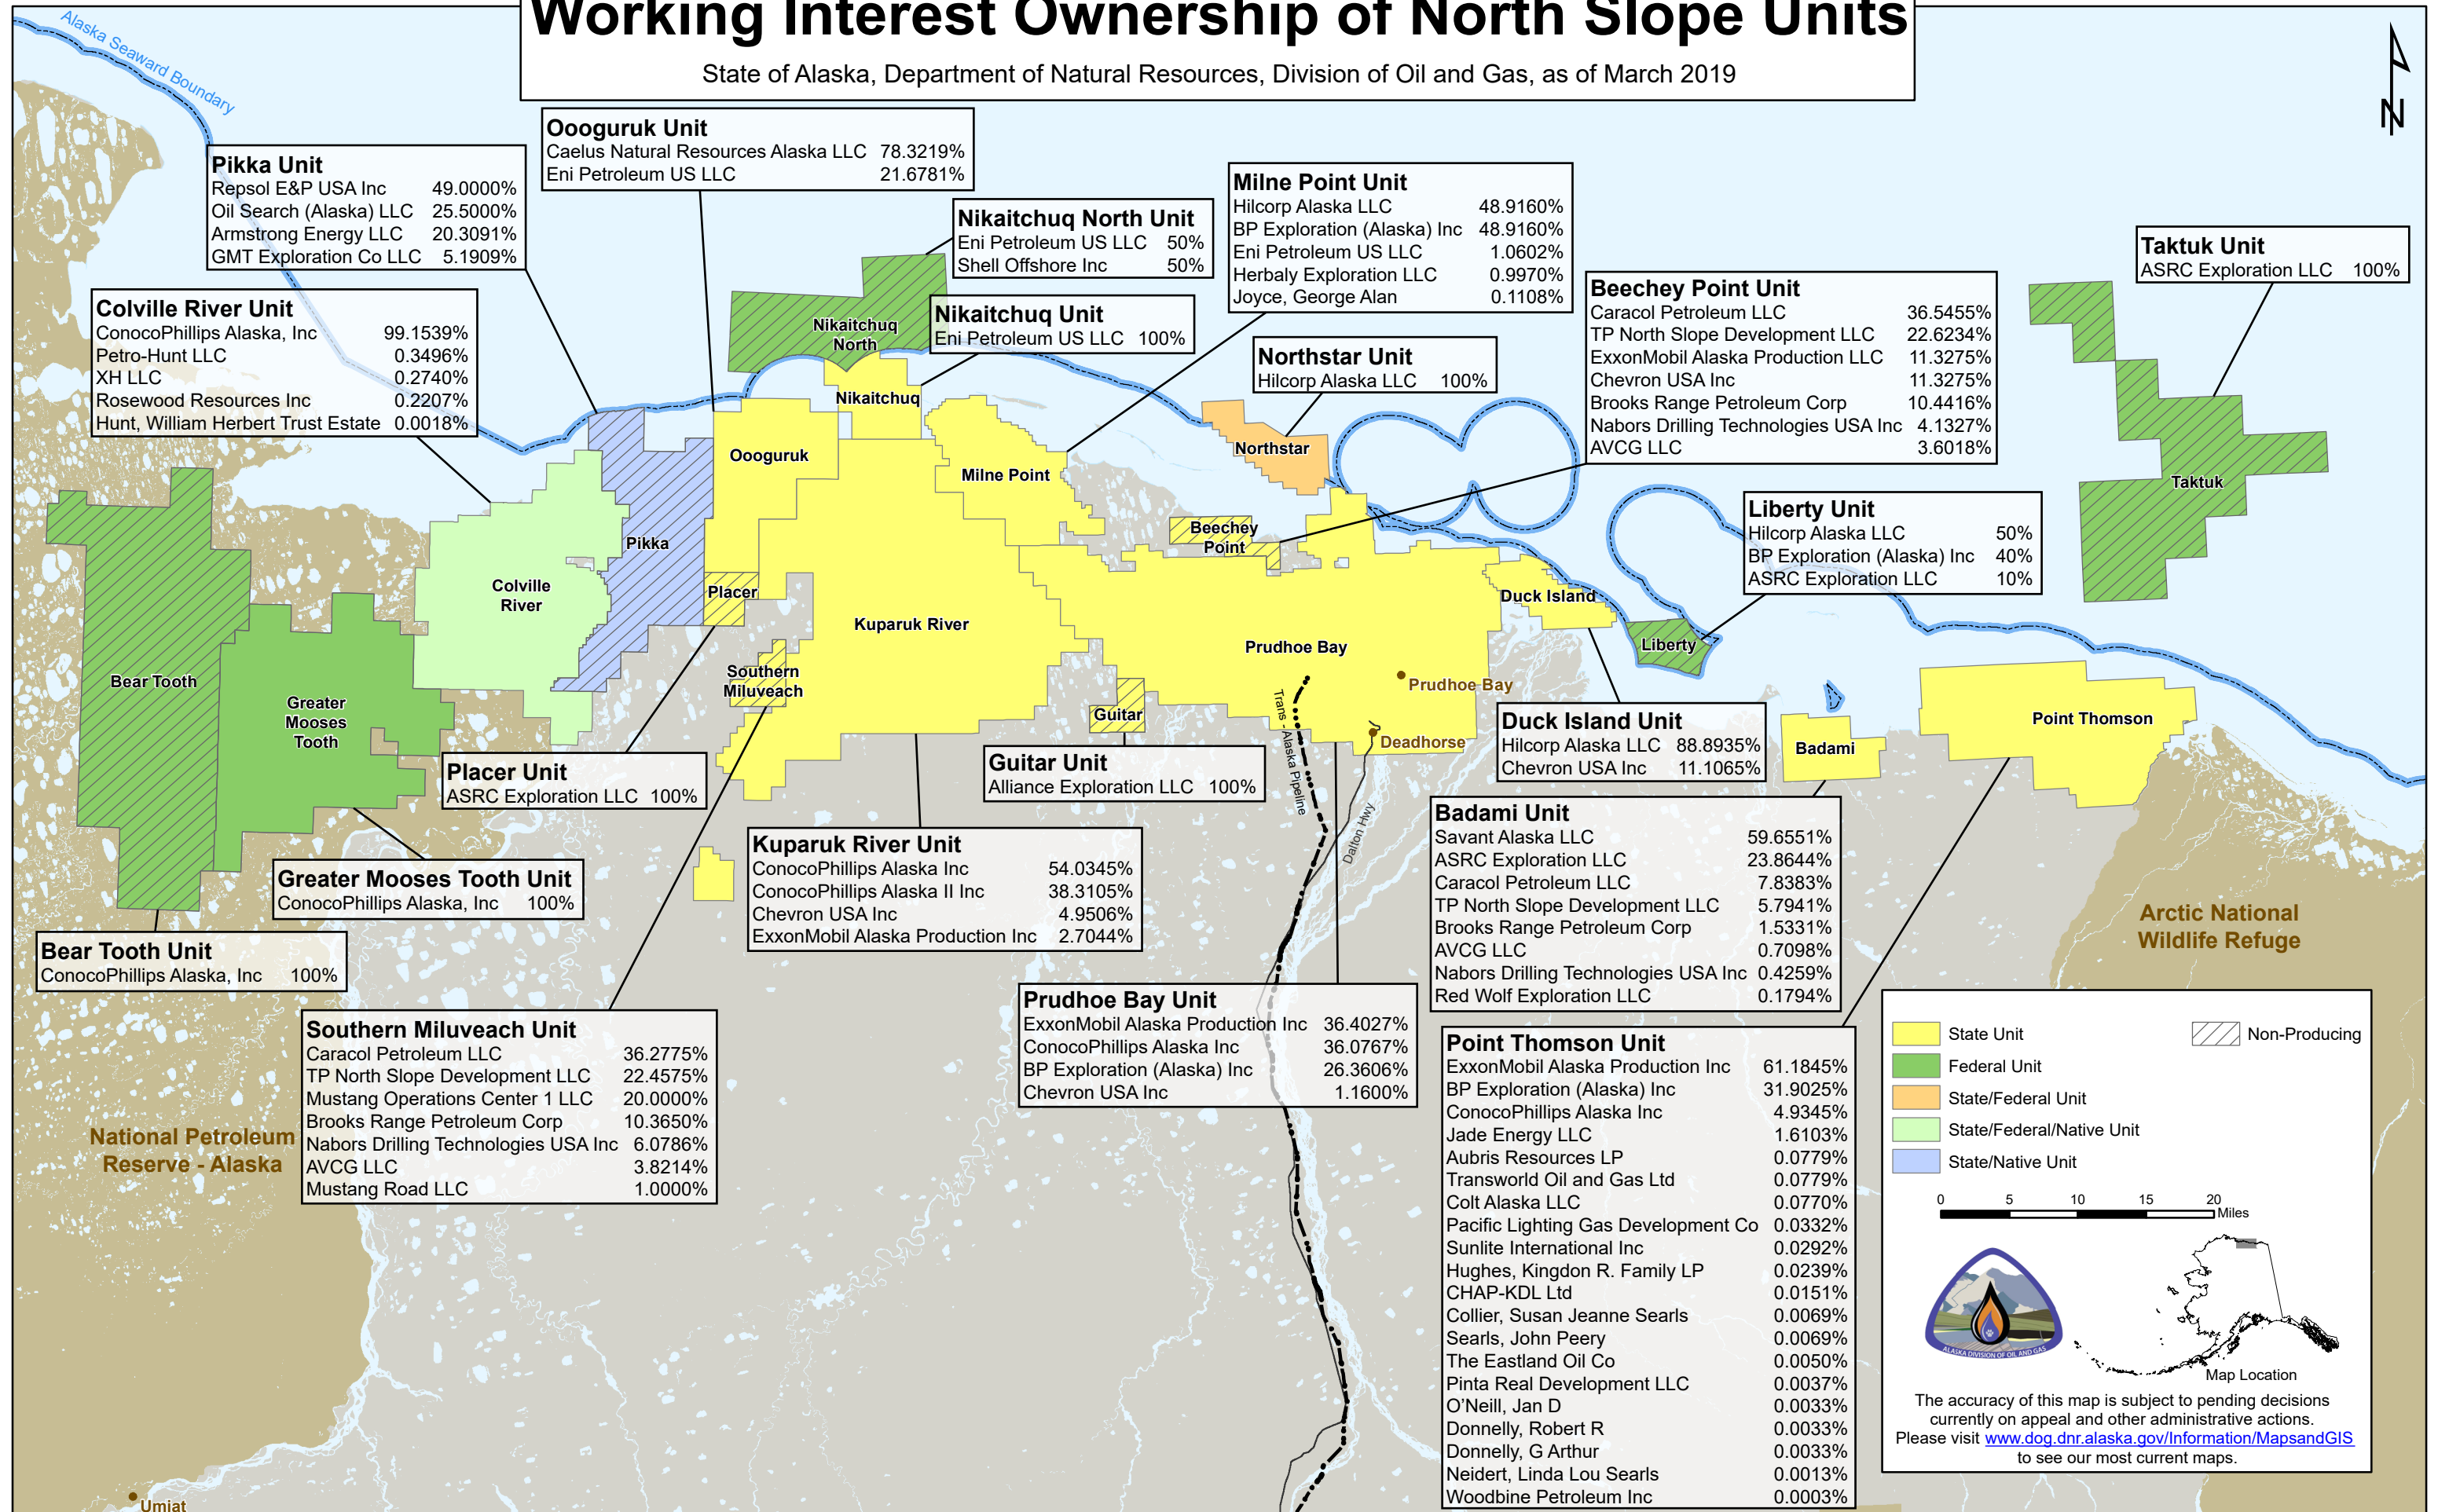 Working Interest Ownership of North Slope Units
State of Alaska, Department of Natural Resources, Division of Oil and Gas, as of March 2019
Alaska Seaward Boundary
N
Pikka Unit
Repsol E&P USA Inc 49.0000%
Oil Search (Alaska) LLC 25.5000%
Armstrong Energy LLC 20.3091%
GMT Exploration Co LLC 5.1909%
Oooguruk Unit
Caelus Natural Resources Alaska LLC 78.3219%
Eni Petroleum US LLC 21.6781%
Nikaitchuq North Unit
Eni Petroleum US LLC 50%
Shell Offshore Inc 50%
Nikaitchuq Unit
Eni Petroleum US LLC 100%
Milne Point Unit
Hilcorp Alaska LLC 48.9160%
BP Exploration (Alaska) Inc 48.9160%
Eni Petroleum US LLC 1.0602%
Herbaly Exploration LLC 0.9970%
Joyce, George Alan 0.1108%
Northstar Unit
Hilcorp Alaska LLC 100%
Beechey Point Unit
Caracol Petroleum LLC 36.5455%
TP North Slope Development LLC 22.6234%
ExxonMobil Alaska Production LLC 11.3275%
Chevron USA Inc 11.3275%
Brooks Range Petroleum Corp 10.4416%
Nabors Drilling Technologies USA Inc 4.1327%
AVCG LLC 3.6018%
Taktuk Unit
ASRC Exploration LLC 100%
Colville River Unit
ConocoPhillips Alaska, Inc 99.1539%
Petro-Hunt LLC 0.3496%
XH LLC 0.2740%
Rosewood Resources Inc 0.2207%
Hunt, William Herbert Trust Estate 0.0018%
Liberty Unit
Hilcorp Alaska LLC 50%
BP Exploration (Alaska) Inc 40%
ASRC Exploration LLC 10%
Nikaitchuq
North
Nikaitchuq
Oooguruk
Milne Point
Northstar
Taktuk
Beechey
Point
Pikka
Colville
River
Placer
Kuparuk River
Duck Island
Liberty
Prudhoe Bay
Bear Tooth
Greater
Mooses
Tooth
Southern
Miluveach
Guitar
Prudhoe Bay
Deadhorse
Trans - Alaska Pipeline
Dalton Hwy
Badami
Point Thomson
Placer Unit
ASRC Exploration LLC 100%
Guitar Unit
Alliance Exploration LLC 100%
Duck Island Unit
Hilcorp Alaska LLC 88.8935%
Chevron USA Inc 11.1065%
Greater Mooses Tooth Unit
ConocoPhillips Alaska, Inc 100%
Bear Tooth Unit
ConocoPhillips Alaska, Inc 100%
Kuparuk River Unit
ConocoPhillips Alaska Inc 54.0345%
ConocoPhillips Alaska II Inc 38.3105%
Chevron USA Inc 4.9506%
ExxonMobil Alaska Production Inc 2.7044%
Badami Unit
Savant Alaska LLC 59.6551%
ASRC Exploration LLC 23.8644%
Caracol Petroleum LLC 7.8383%
TP North Slope Development LLC 5.7941%
Brooks Range Petroleum Corp 1.5331%
AVCG LLC 0.7098%
Nabors Drilling Technologies USA Inc 0.4259%
Red Wolf Exploration LLC 0.1794%
Arctic National
Wildlife Refuge
Southern Miluveach Unit
Caracol Petroleum LLC 36.2775%
TP North Slope Development LLC 22.4575%
Mustang Operations Center 1 LLC 20.0000%
Brooks Range Petroleum Corp 10.3650%
Nabors Drilling Technologies USA Inc 6.0786%
AVCG LLC 3.8214%
Mustang Road LLC 1.0000%
National Petroleum
Reserve - Alaska
Prudhoe Bay Unit
ExxonMobil Alaska Production Inc 36.4027%
ConocoPhillips Alaska Inc 36.0767%
BP Exploration (Alaska) Inc 26.3606%
Chevron USA Inc 1.1600%
Point Thomson Unit
ExxonMobil Alaska Production Inc 61.1845%
BP Exploration (Alaska) Inc 31.9025%
ConocoPhillips Alaska Inc 4.9345%
Jade Energy LLC 1.6103%
Aubris Resources LP 0.0779%
Transworld Oil and Gas Ltd 0.0779%
Colt Alaska LLC 0.0770%
Pacific Lighting Gas Development Co 0.0332%
Sunlite International Inc 0.0292%
Hughes, Kingdon R. Family LP 0.0239%
CHAP-KDL Ltd 0.0151%
Collier, Susan Jeanne Searls 0.0069%
Searls, John Peery 0.0069%
The Eastland Oil Co 0.0050%
Pinta Real Development LLC 0.0037%
O'Neill, Jan D 0.0033%
Donnelly, Robert R 0.0033%
Donnelly, G Arthur 0.0033%
Neidert, Linda Lou Searls 0.0013%
Woodbine Petroleum Inc 0.0003%
State Unit
Non-Producing
Federal Unit
State/Federal Unit
State/Federal/Native Unit
State/Native Unit
0 5 10 15 20
Miles
ALASKA DIVISION OF OIL AND GAS
Map Location
The accuracy of this map is subject to pending decisions
currently on appeal and other administrative actions.
Please visit www.dog.dnr.alaska.gov/Information/MapsandGIS
to see our most current maps.
Umiat